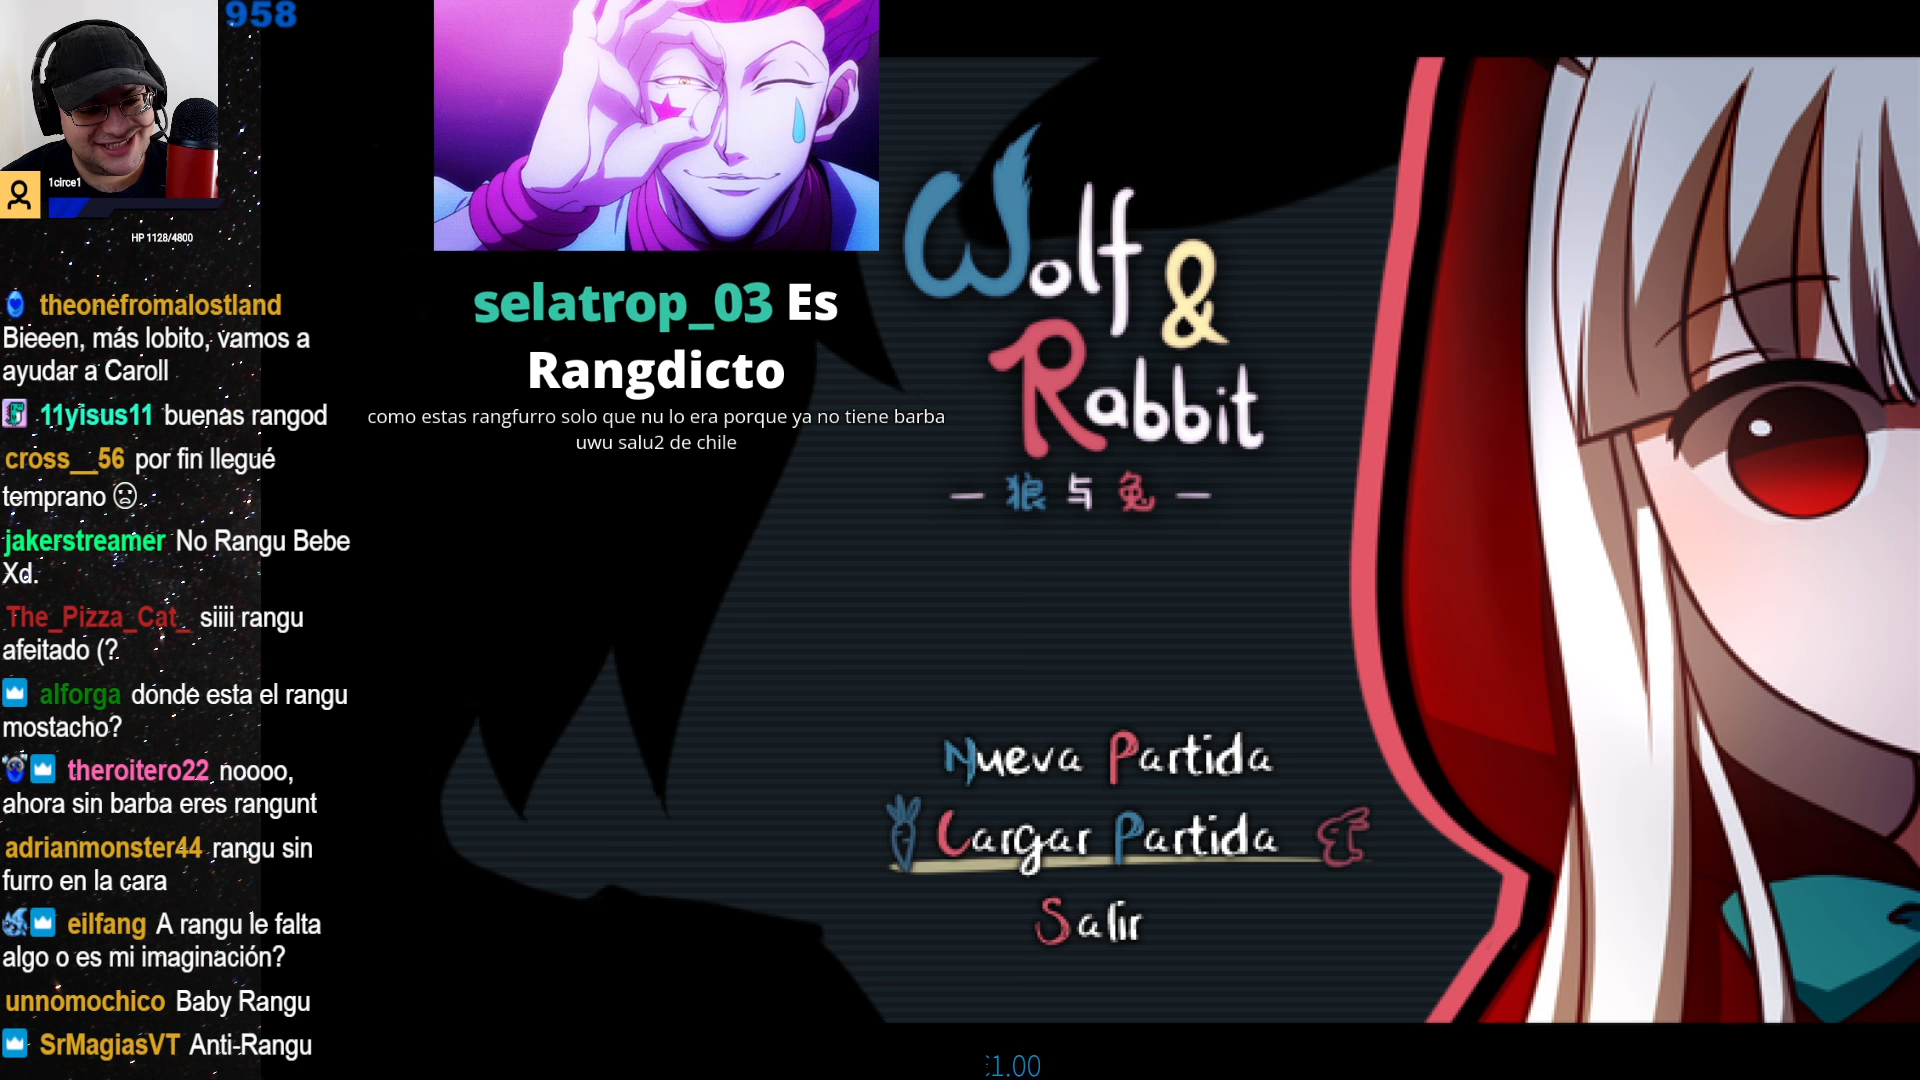 958
1circe1
HP 1128/4800
theonefromalostland
Bieeen, más lobito, vamos a
ayudar a Caroll
11yisus11 buenas rangod
cross__56 por fin llegué
temprano
jakerstreamer No Rangu Bebe
Xd.
The_Pizza_Cat_ siiii rangu
afeitado (?
alforga dónde esta el rangu
mostacho?
theroitero22 noooo,
ahora sin barba eres rangunt
adrianmonster44 rangu sin
furro en la cara
eilfang A rangu le falta
algo o es mi imaginación?
unnomochico Baby Rangu
SrMagiasVT Anti-Rangu
selatrop_03 Es
Rangdicto
como estas rangfurro solo que nu lo era porque ya no tiene barba
uwu salu2 de chile
Wolf &
Rabbit
— 狼与兔 —
Nueva Partida
Cargar Partida
Salir
1.00